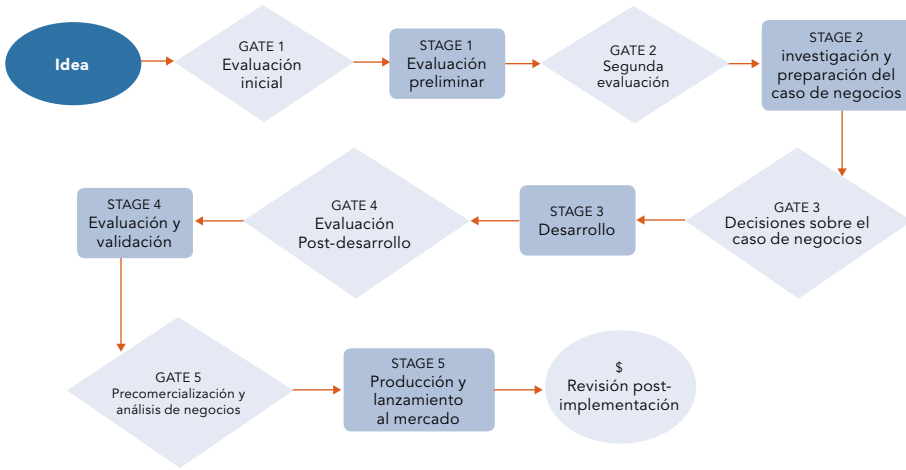 Idea
GATE 1
Evaluación
inicial
STAGE 1
Evaluación
preliminar
GATE 2
Segunda
evaluación
STAGE 2
investigación y
preparación del
caso de negocios
GATE 3
Decisiones sobre el
caso de negocios
STAGE 3
Desarrollo
GATE 4
Evaluación
Post-desarrollo
STAGE 4
Evaluación y
validación
GATE 5
Precomercialización y
análisis de negocios
STAGE 5
Producción y
lanzamiento
al mercado
$
Revisión post-
implementación